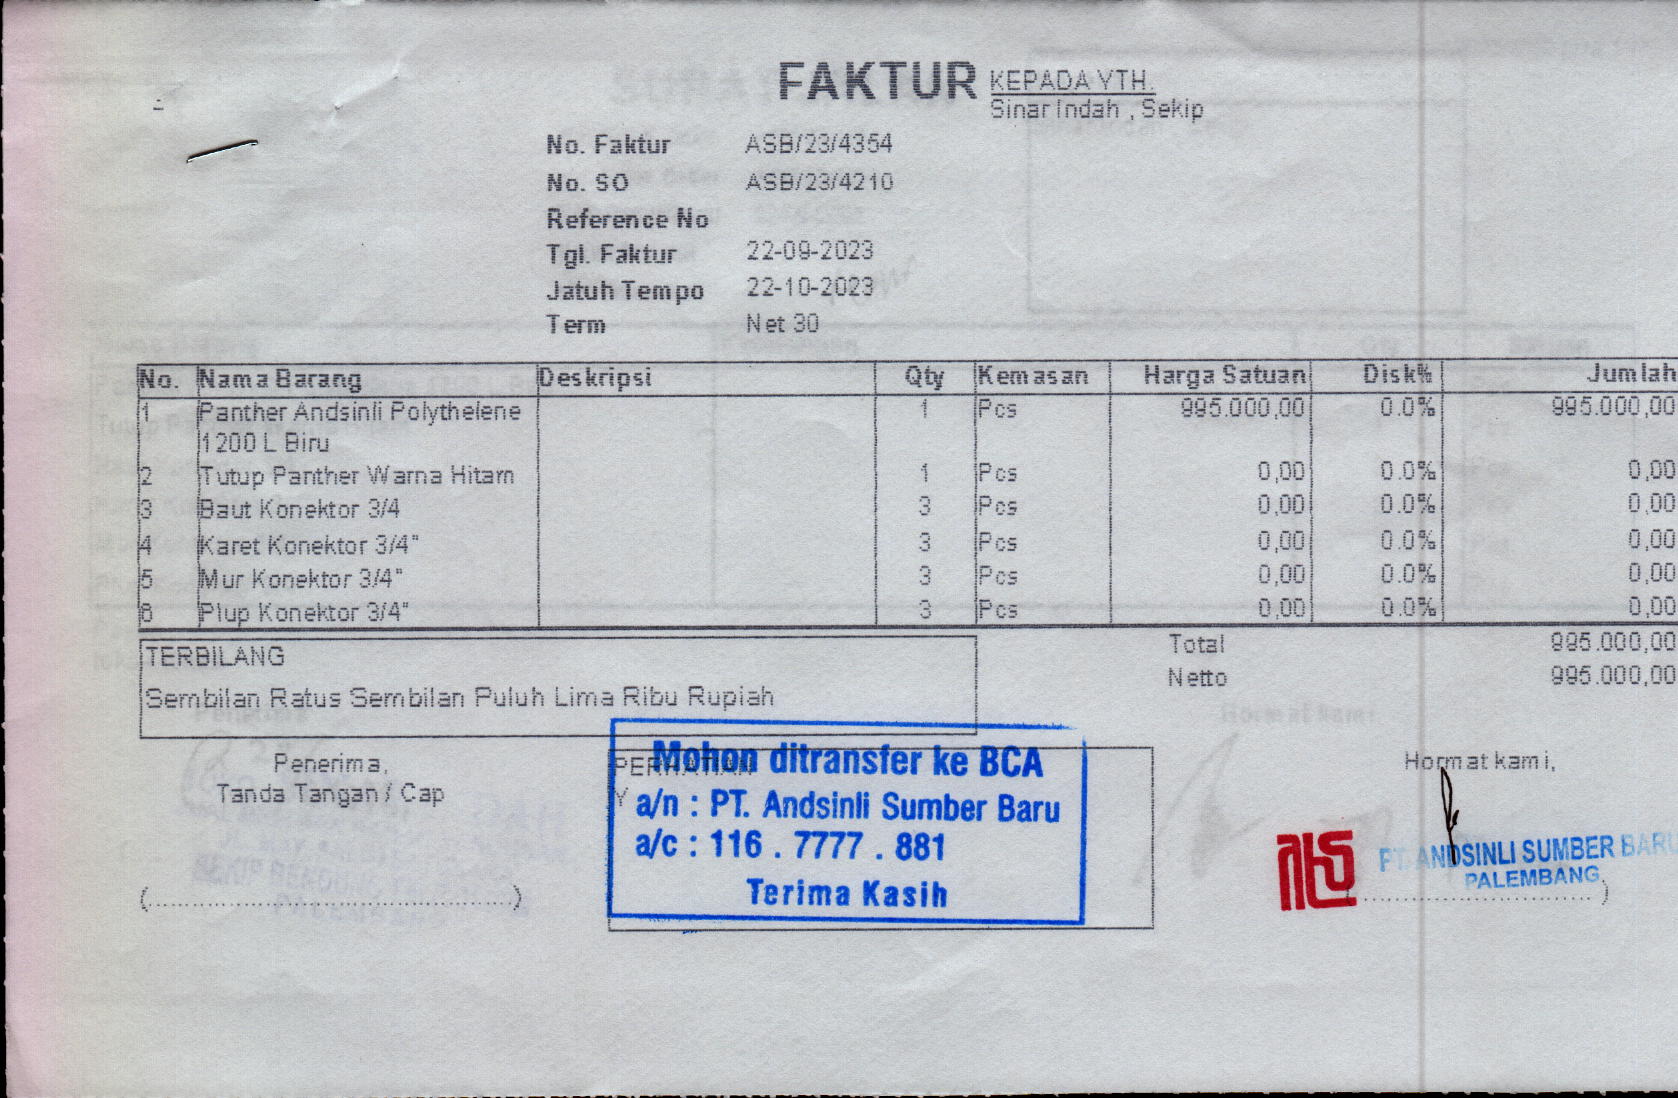 FAKTUR
KEPADA YTH.
Sinar Indah , Sekip
No. Faktur ASB/23/4354
No. SO ASB/23/4210
Reference No
Tgl. Faktur 22-09-2023
Jatuh Tempo 22-10-2023
Term Net 30
No. Nama Barang Deskripsi Qty Kemasan Harga Satuan Disk% Jumlah
1 Panther Andsinli Polythelene 1 Pcs 995.000,00 0.0% 995.000,00
1200 L Biru
2 Tutup Panther Warna Hitam 1 Pcs 0,00 0.0% 0,00
3 Baut Konektor 3/4 3 Pcs 0,00 0.0% 0,00
4 Karet Konektor 3/4" 3 Pcs 0,00 0.0% 0,00
5 Mur Konektor 3/4" 3 Pcs 0,00 0.0% 0,00
6 Plup Konektor 3/4" 3 Pcs 0,00 0.0% 0,00
Total 995.000,00
Netto 995.000,00
TERBILANG
Sembilan Ratus Sembilan Puluh Lima Ribu Rupiah
Penerima,
Tanda Tangan / Cap
(..............................)
PERHATIAN
Y
Mohon ditransfer ke BCA
a/n : PT. Andsinli Sumber Baru
a/c : 116 . 7777 . 881
Terima Kasih
Hormat kami,
PT. ANDSINLI SUMBER BARU
PALEMBANG
(..............................)